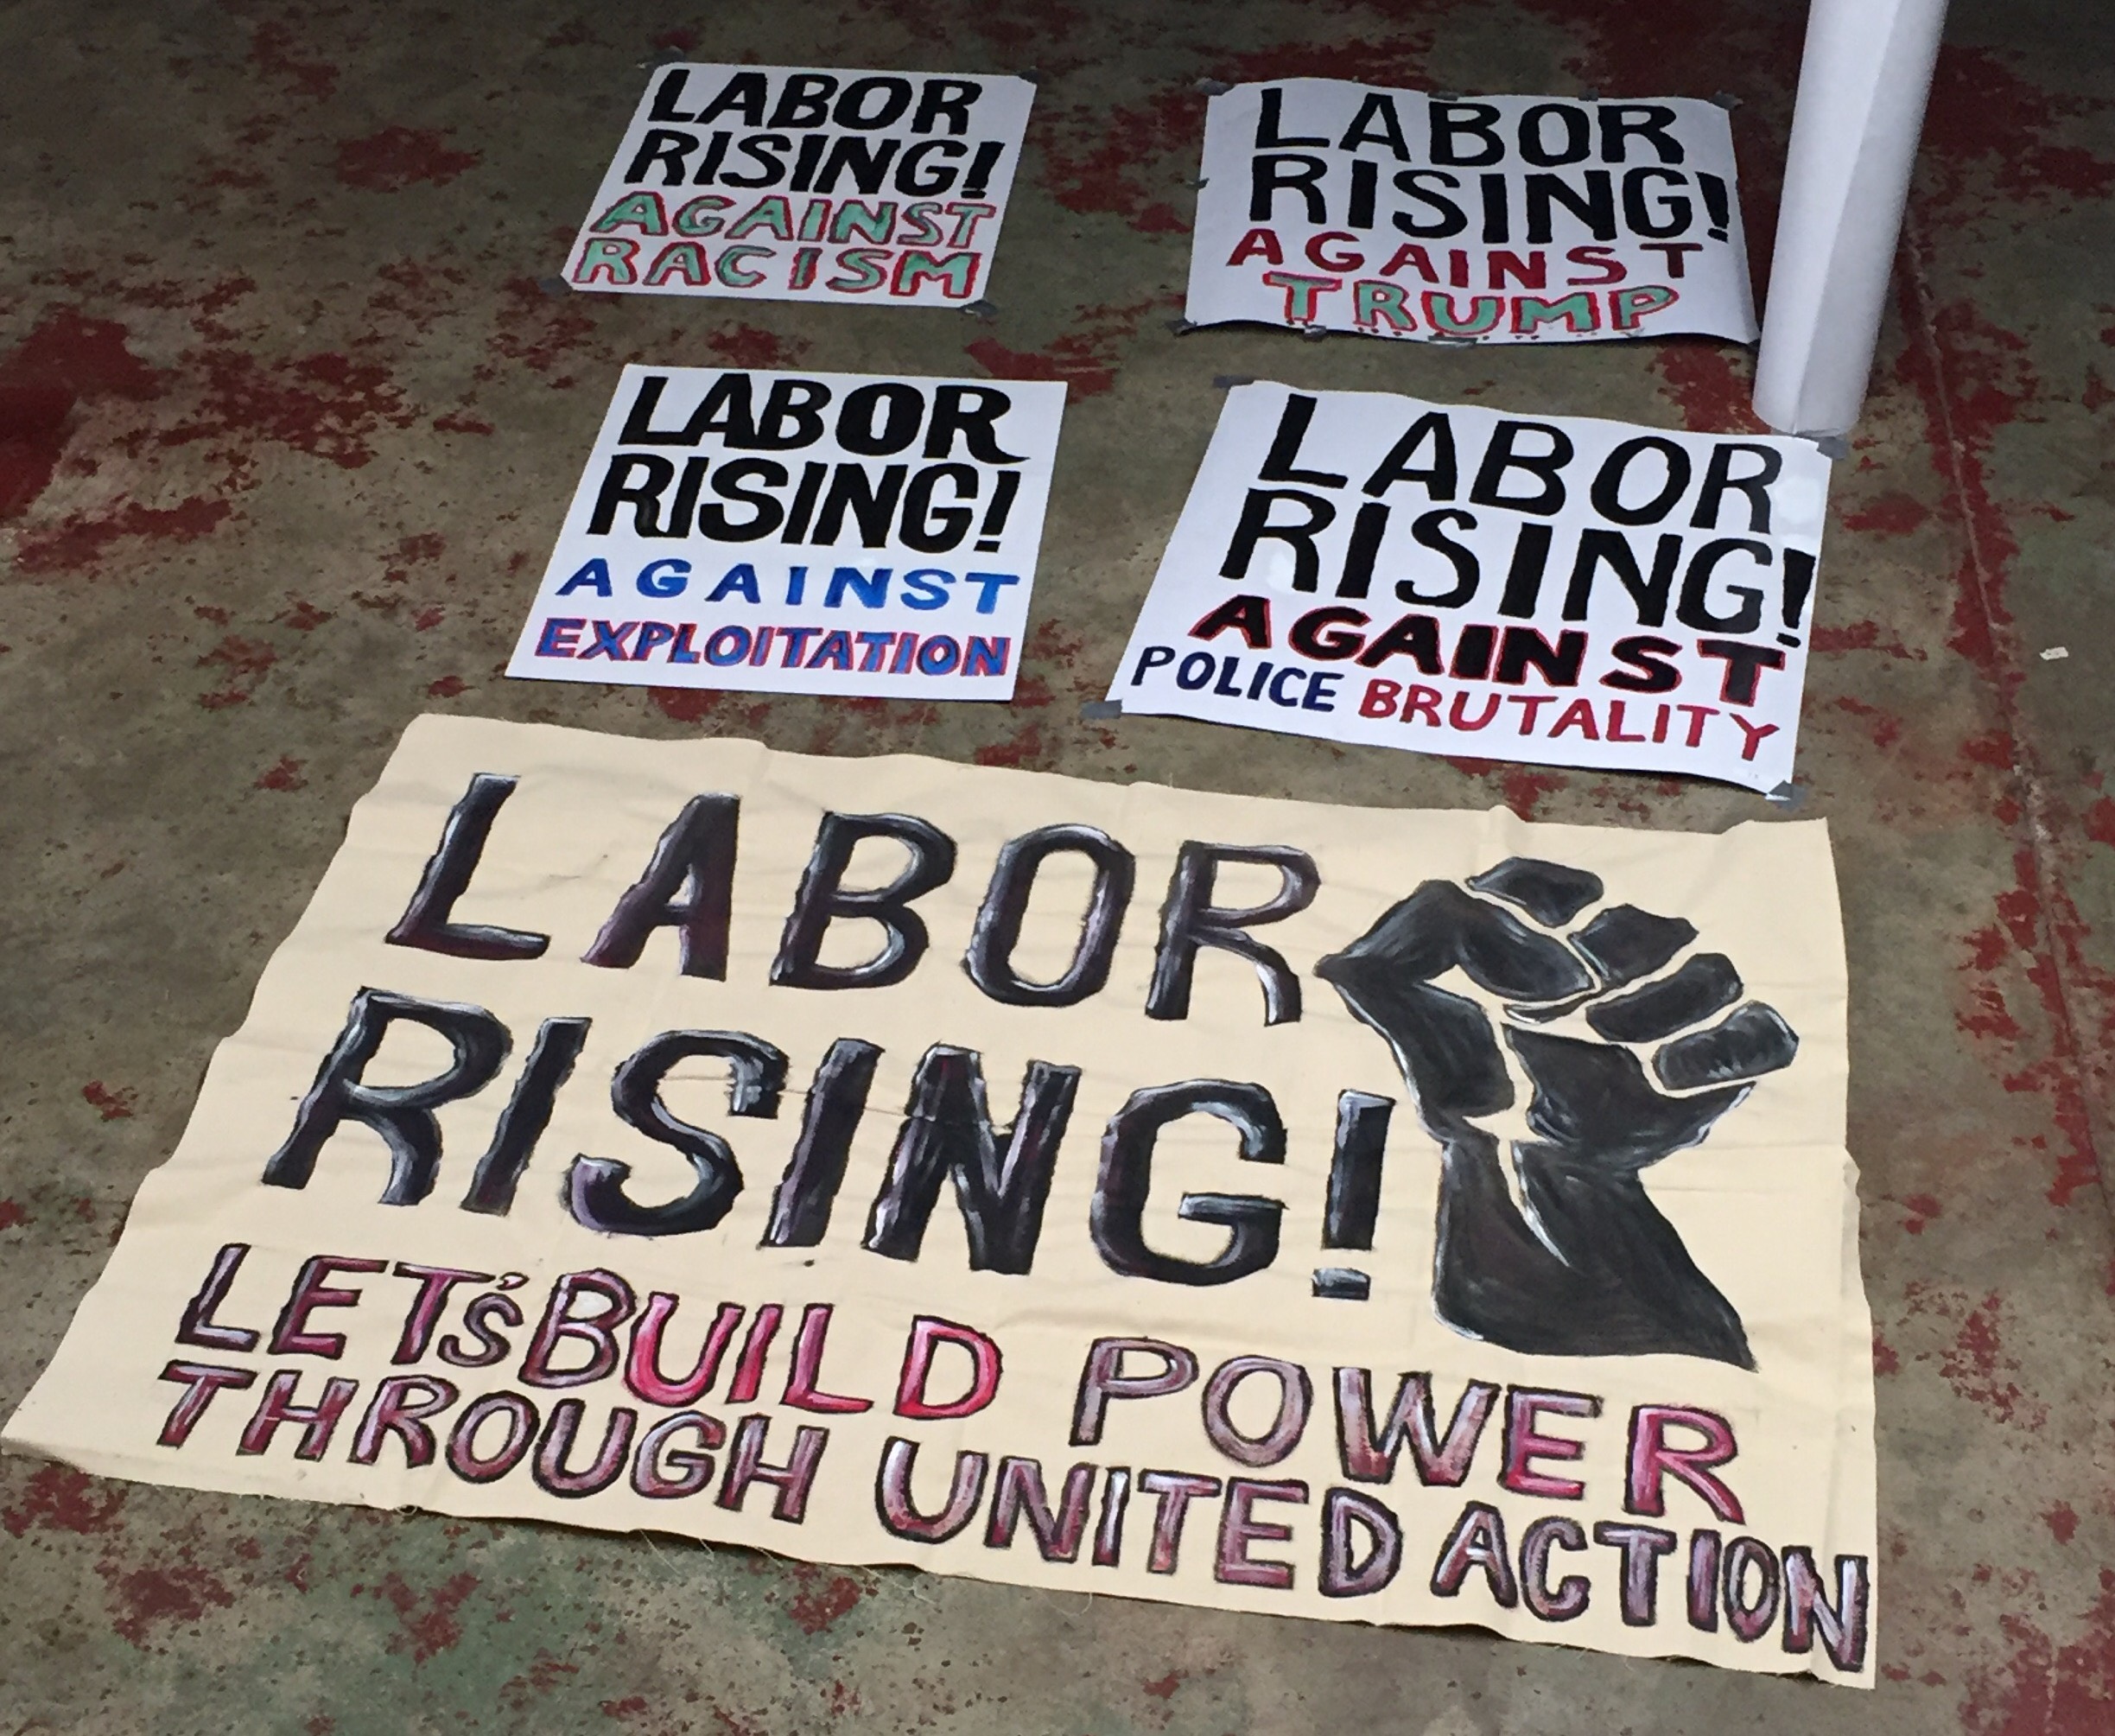 LABOR
RISING!
AGAINST
RACISM
LABOR
RISING!
AGAINST
TRUMP
LABOR
RISING!
AGAINST
EXPLOITATION
LABOR
RISING!
AGAINST
POLICE BRUTALITY
LABOR
RISING!
LET'S BUILD POWER
THROUGH UNITED ACTION